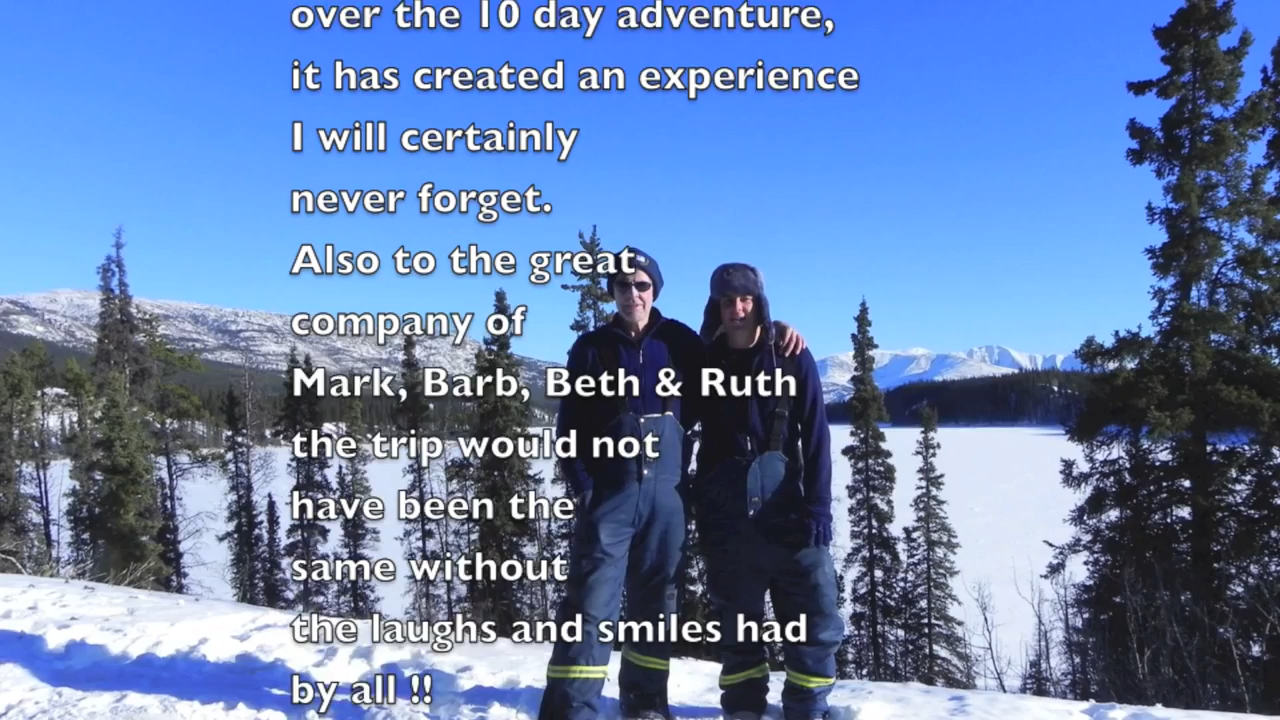 over the 10 day adventure,
it has created an experience
I will certainly
never forget.
Also to the great
company of
Mark, Barb, Beth & Ruth
the trip would not
have been the
same without
the laughs and smiles had
by all !!